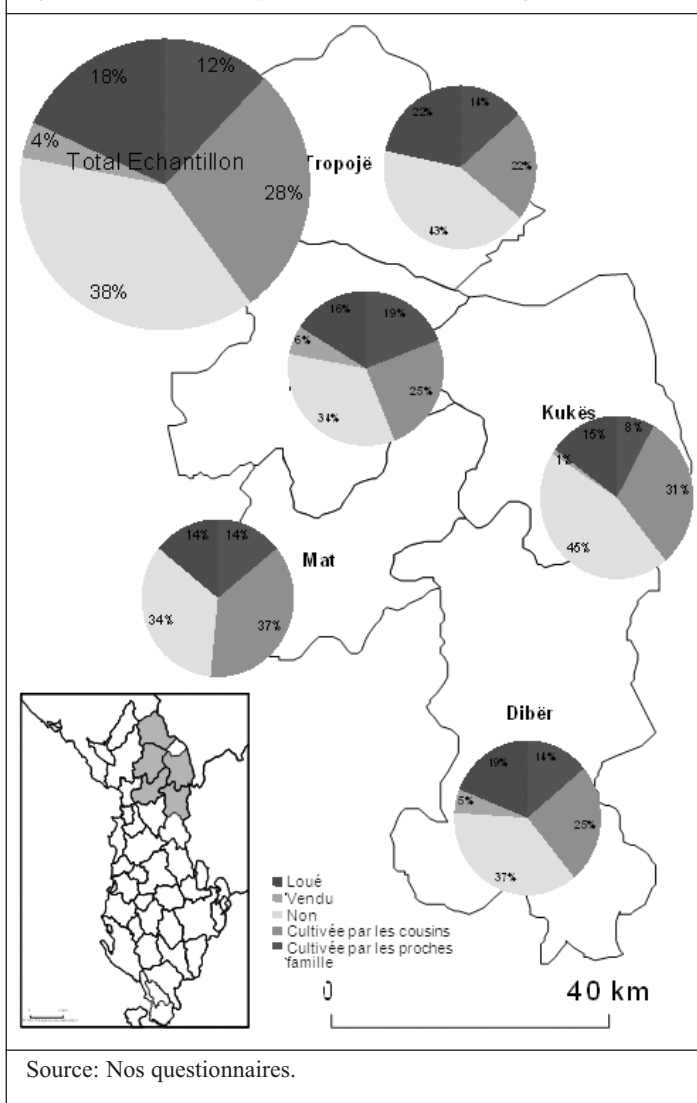 18%
12%
4%
Total Echantillon
28%
38%
Tropojë
22%
14%
22%
43%
16%
19%
6%
25%
34%
Kukës
15%
8%
1%
31%
45%
14%
14%
Mat
34%
37%
Dibër
19%
14%
5%
25%
37%
Loué
Vendu
Non
Cultivée par les cousins
Cultivée par les proches
famille
0 40 km
Source: Nos questionnaires.